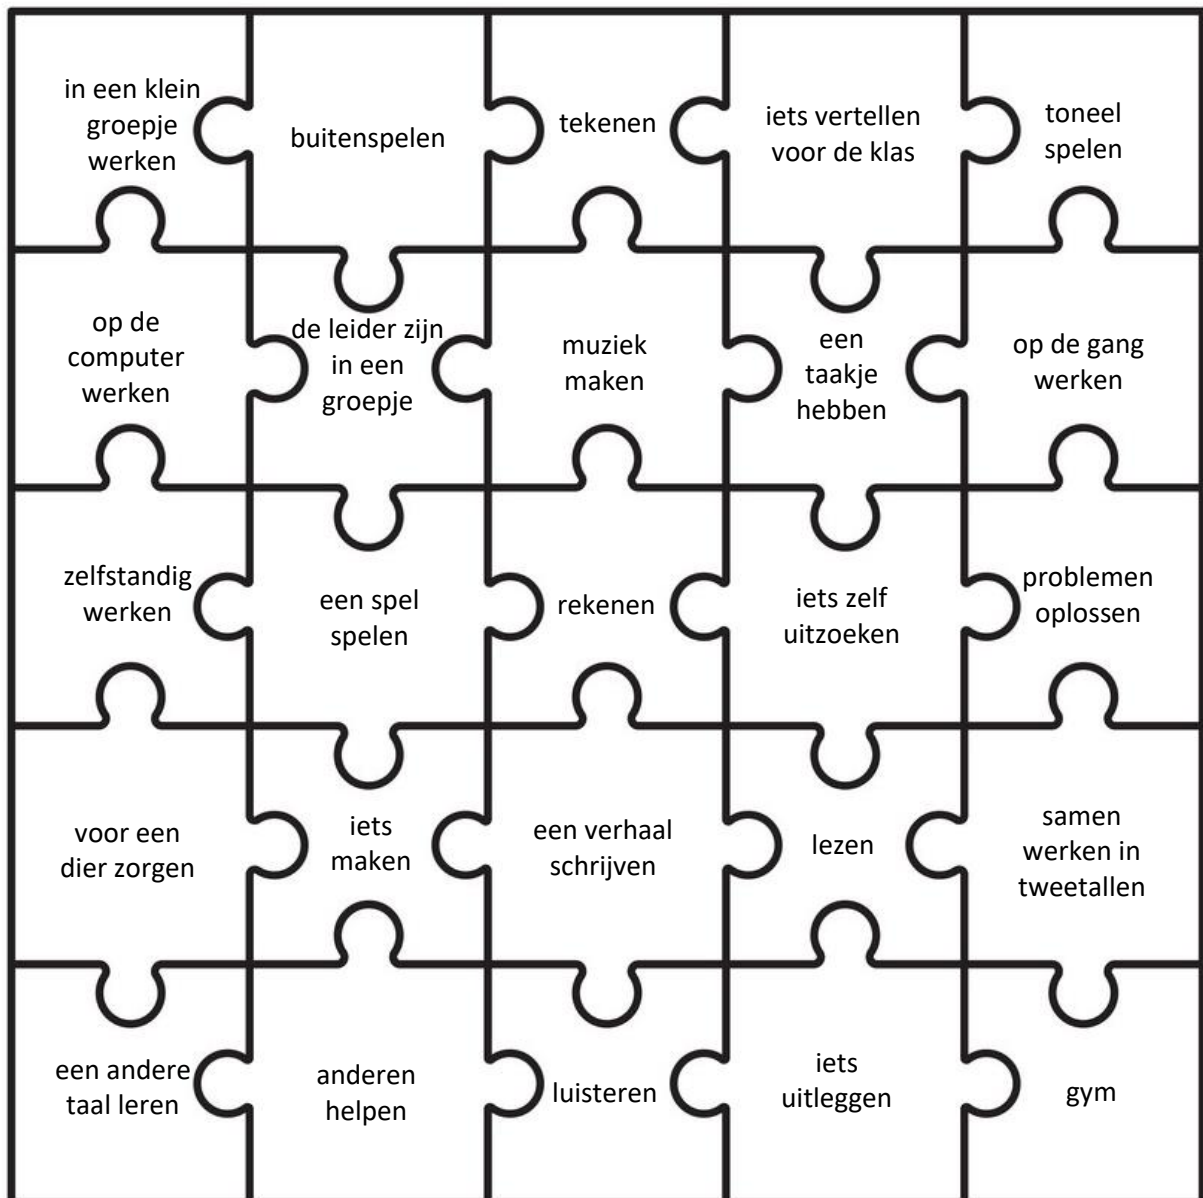 in een klein
groepje
werken
buitenspelen
tekenen
iets vertellen
voor de klas
toneel
spelen
op de
computer
werken
de leider zijn
in een
groepje
muziek
maken
een
taakje
hebben
op de gang
werken
zelfstandig
werken
een spel
spelen
rekenen
iets zelf
uitzoeken
problemen
oplossen
voor een
dier zorgen
iets
maken
een verhaal
schrijven
lezen
samen
werken in
tweetallen
een andere
taal leren
anderen
helpen
luisteren
iets
uitleggen
gym